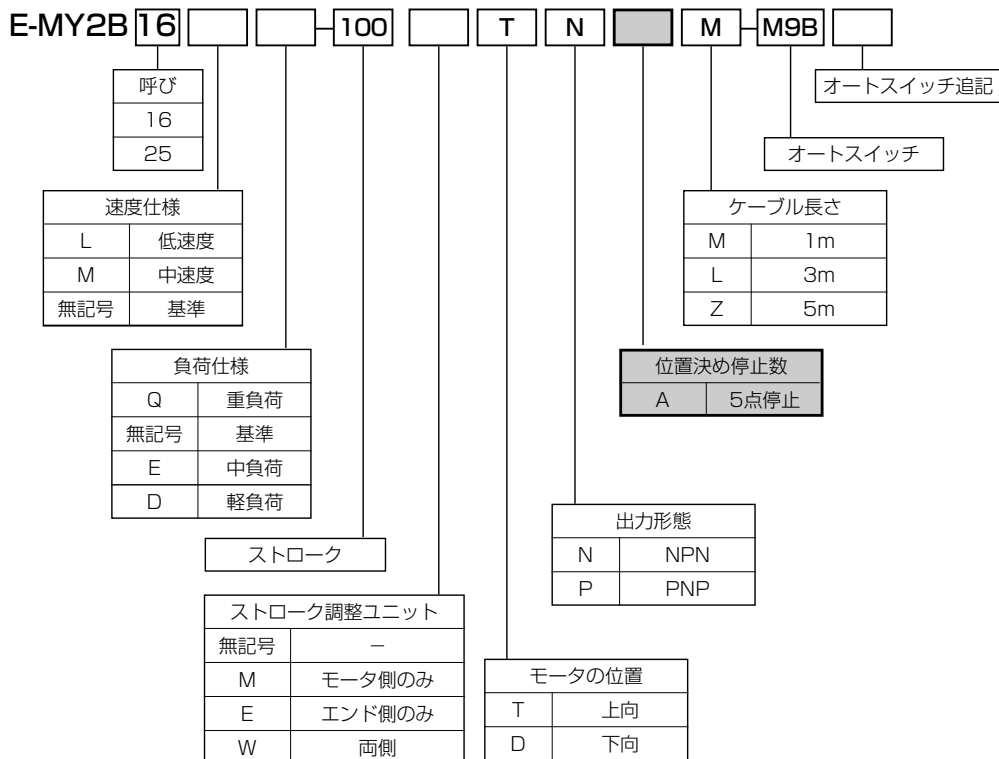 E-MY2B 16 - 100 T N M - M9B
呼び
16
25
オートスイッチ追記
オートスイッチ
速度仕様
L 低速度
M 中速度
無記号 基準
ケーブル長さ
M 1m
L 3m
Z 5m
負荷仕様
Q 重負荷
無記号 基準
E 中負荷
D 軽負荷
位置決め停止数
A 5点停止
ストローク
出力形態
N NPN
P PNP
ストローク調整ユニット
無記号 −
M モータ側のみ
E エンド側のみ
W 両側
モータの位置
T 上向
D 下向